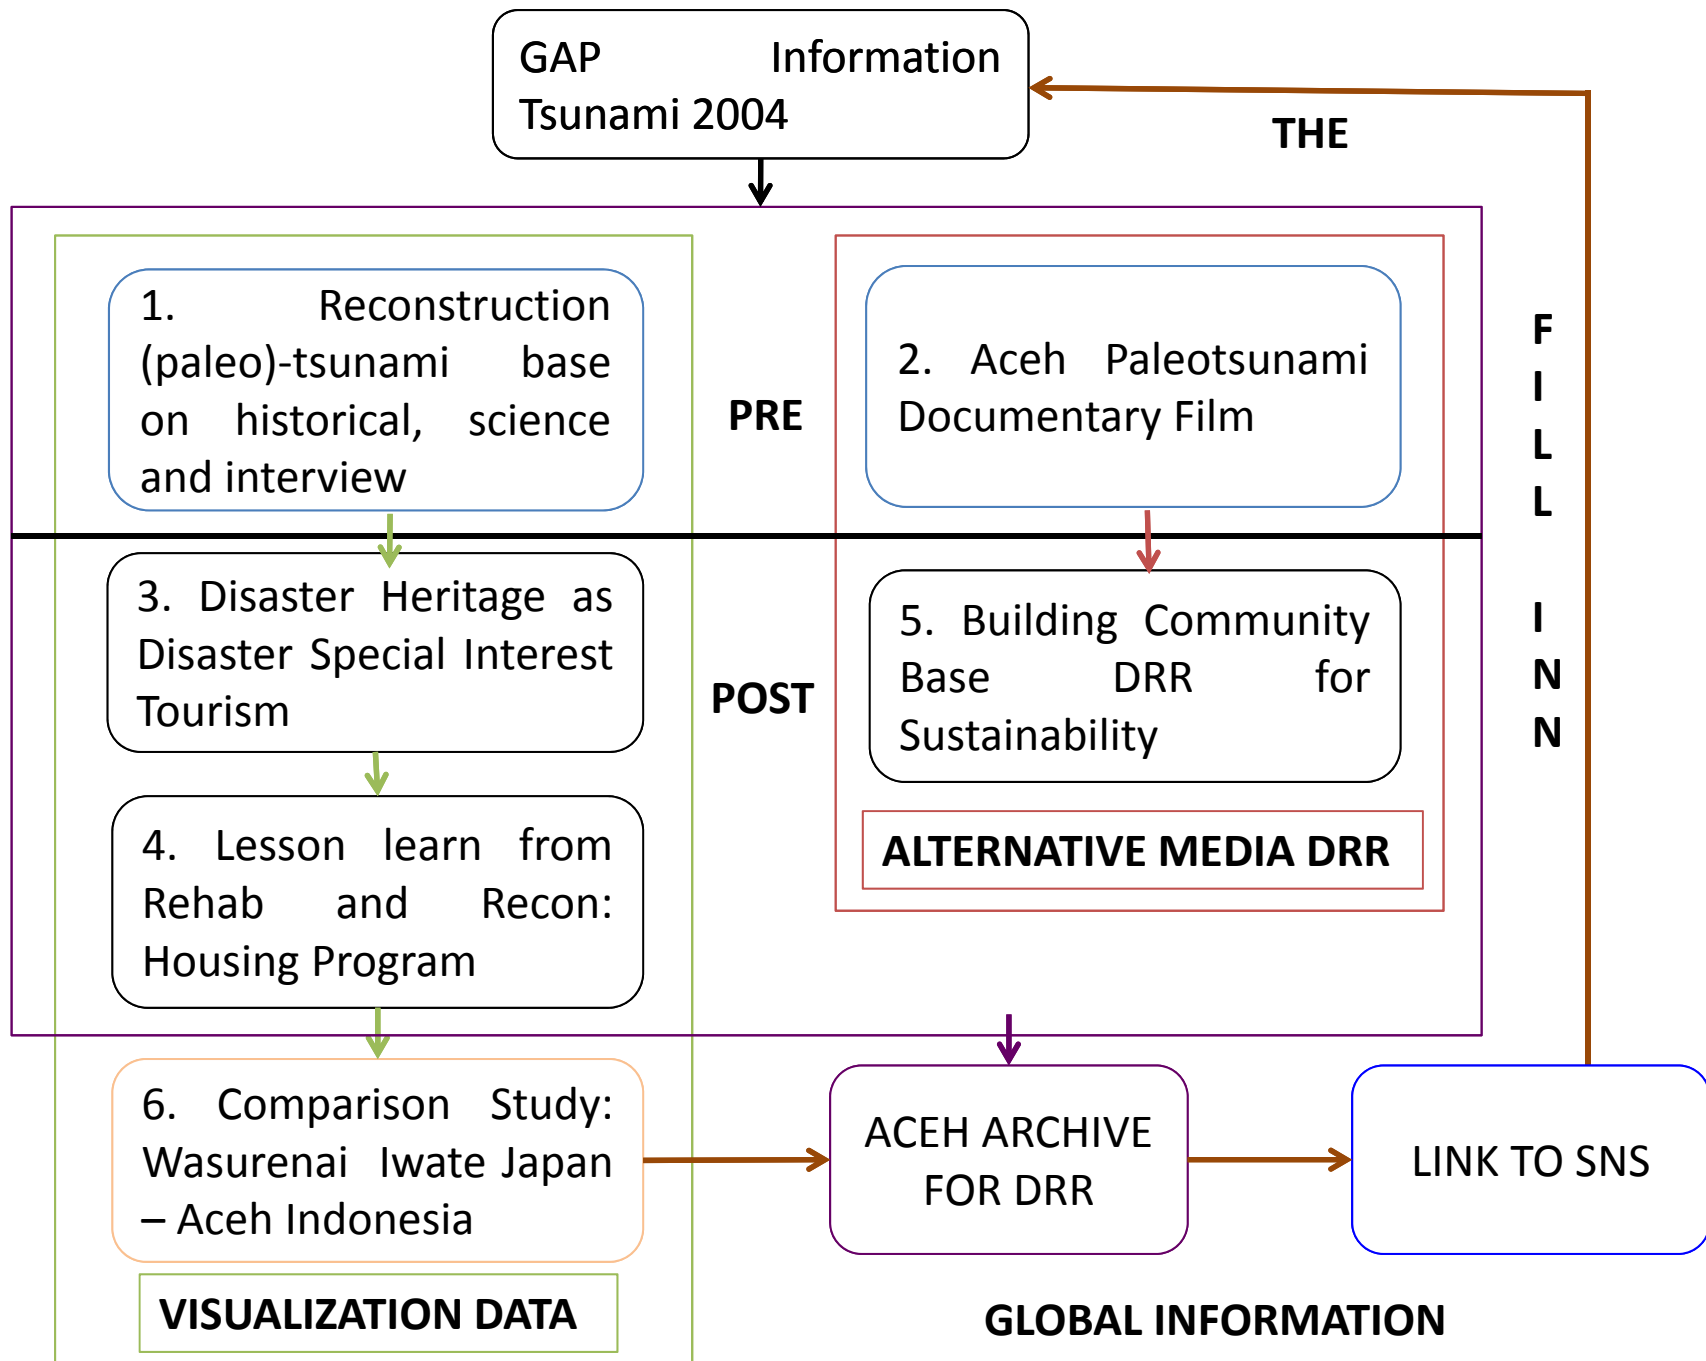 GAP Information
Tsunami 2004
THE
1. Reconstruction
(paleo)-tsunami base
on historical, science
and interview
PRE
2. Aceh Paleotsunami
Documentary Film
F
I
L
L
I
N
N
3. Disaster Heritage as
Disaster Special Interest
Tourism
POST
5. Building Community
Base DRR for
Sustainability
ALTERNATIVE MEDIA DRR
4. Lesson learn from
Rehab and Recon:
Housing Program
6. Comparison Study:
Wasurenai Iwate Japan
– Aceh Indonesia
ACEH ARCHIVE
FOR DRR
LINK TO SNS
VISUALIZATION DATA
GLOBAL INFORMATION